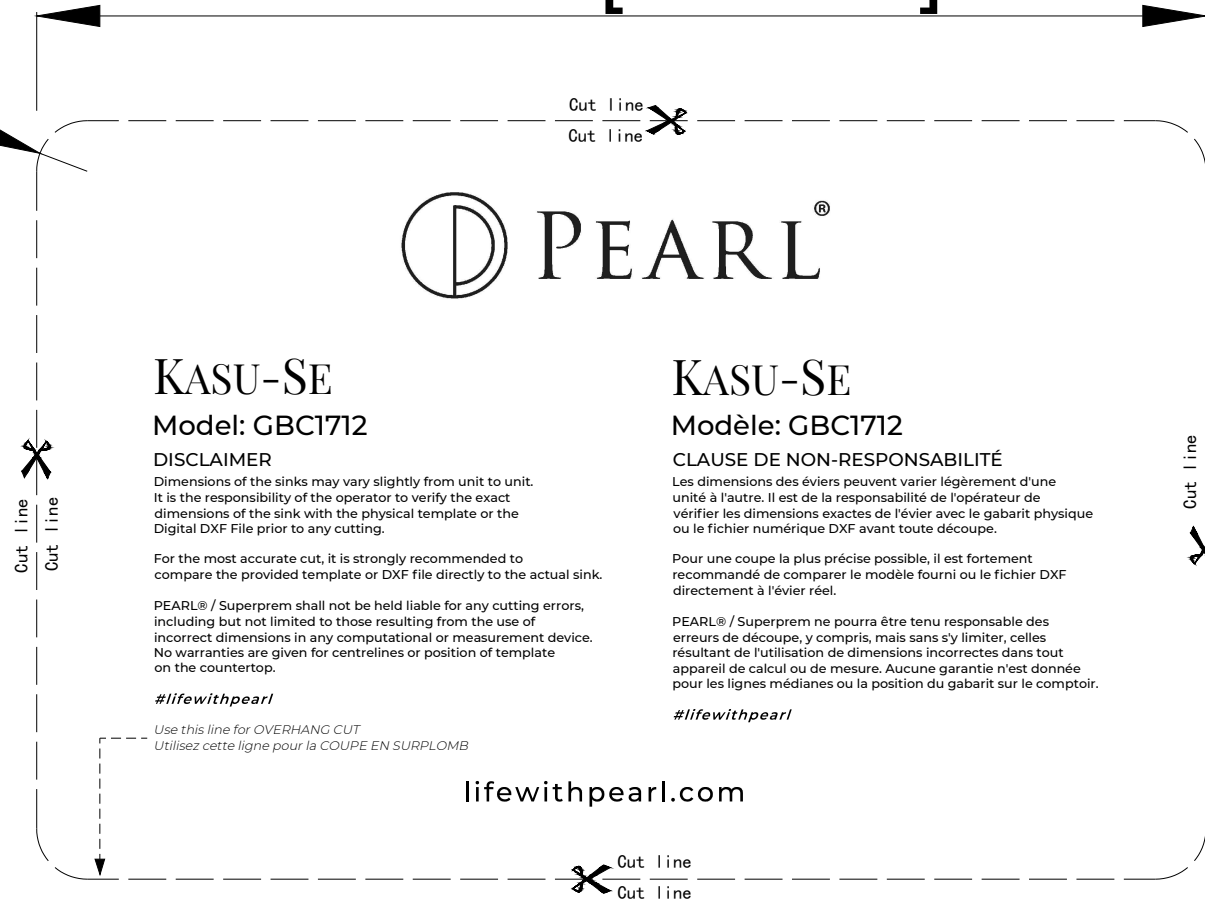 [ ]
Cut line
Cut line
PEARL®
KASU-SE
Model: GBC1712
DISCLAIMER
Dimensions of the sinks may vary slightly from unit to unit.
It is the responsibility of the operator to verify the exact
dimensions of the sink with the physical template or the
Digital DXF File prior to any cutting.
For the most accurate cut, it is strongly recommended to
compare the provided template or DXF file directly to the actual sink.
PEARL® / Superprem shall not be held liable for any cutting errors,
including but not limited to those resulting from the use of
incorrect dimensions in any computational or measurement device.
No warranties are given for centrelines or position of template
on the countertop.
#lifewithpearl
Use this line for OVERHANG CUT
Utilisez cette ligne pour la COUPE EN SURPLOMB
KASU-SE
Modèle: GBC1712
CLAUSE DE NON-RESPONSABILITÉ
Les dimensions des éviers peuvent varier légèrement d'une
unité à l'autre. Il est de la responsabilité de l'opérateur de
vérifier les dimensions exactes de l'évier avec le gabarit physique
ou le fichier numérique DXF avant toute découpe.
Pour une coupe la plus précise possible, il est fortement
recommandé de comparer le modèle fourni ou le fichier DXF
directement à l'évier réel.
PEARL® / Superprem ne pourra être tenu responsable des
erreurs de découpe, y compris, mais sans s'y limiter, celles
résultant de l'utilisation de dimensions incorrectes dans tout
appareil de calcul ou de mesure. Aucune garantie n'est donnée
pour les lignes médianes ou la position du gabarit sur le comptoir.
#lifewithpearl
Cut line
Cut line
Cut line
lifewithpearl.com
Cut line
Cut line